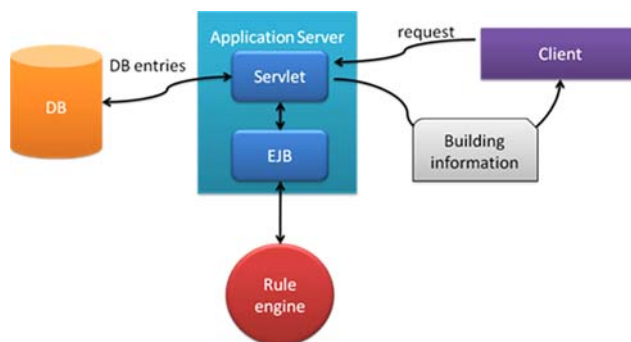 request
Application Server
Client
DB entries
Servlet
DB
Building
information
EJB
Rule
engine